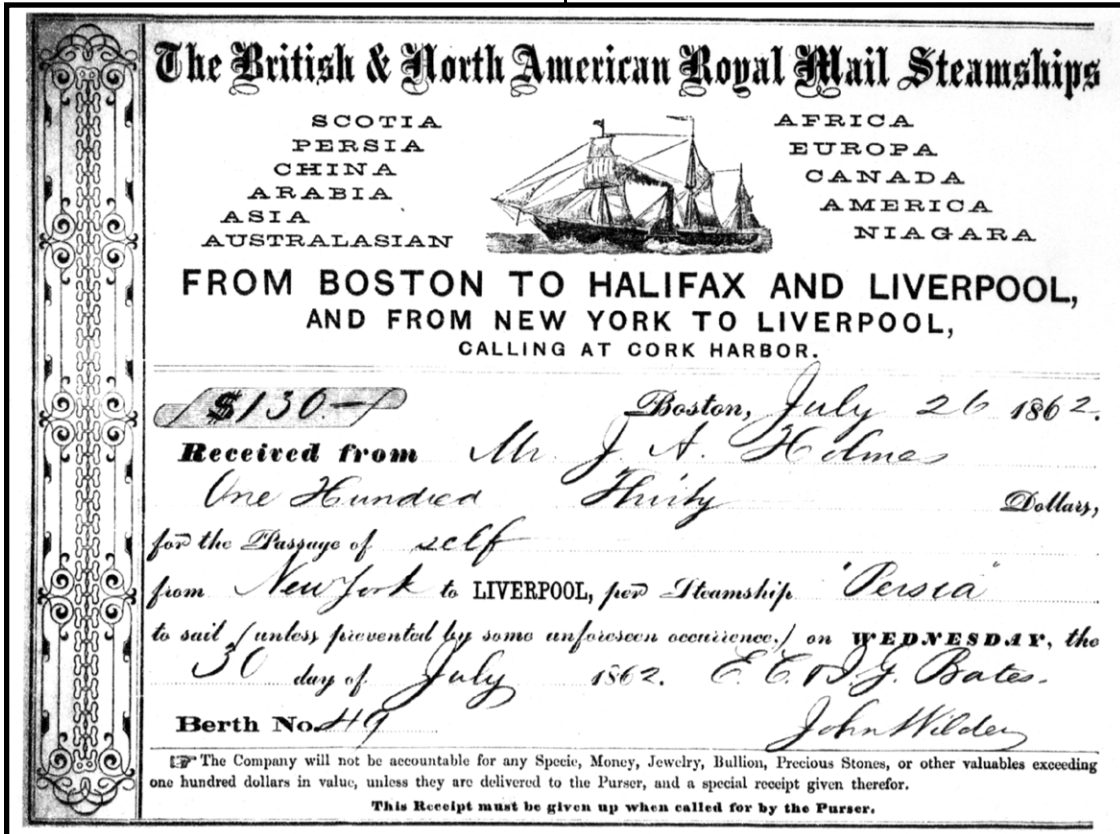 The British & North American Royal Mail Steamships
SCOTIA
PERSIA
CHINA
ARABIA
ASIA
AUSTRALASIAN
AFRICA
EUROPA
CANADA
AMERICA
NIAGARA
FROM BOSTON TO HALIFAX AND LIVERPOOL,
AND FROM NEW YORK TO LIVERPOOL,
CALLING AT CORK HARBOR.
$130.— Boston, July 26 1862.
Received from Mr. J. A. Holmes
One Hundred Thirty Dollars,
for the Passage of self
from New York to LIVERPOOL, per Steamship "Persia"
to sail (unless prevented by some unforeseen occurrence,) on WEDNESDAY, the
30 day of July 1862. E. C. & J. G. Bates.
Berth No. 49 John Wilder
☞ The Company will not be accountable for any Specie, Money, Jewelry, Bullion, Precious Stones, or other valuables exceeding
one hundred dollars in value, unless they are delivered to the Purser, and a special receipt given therefor.
This Receipt must be given up when called for by the Purser.